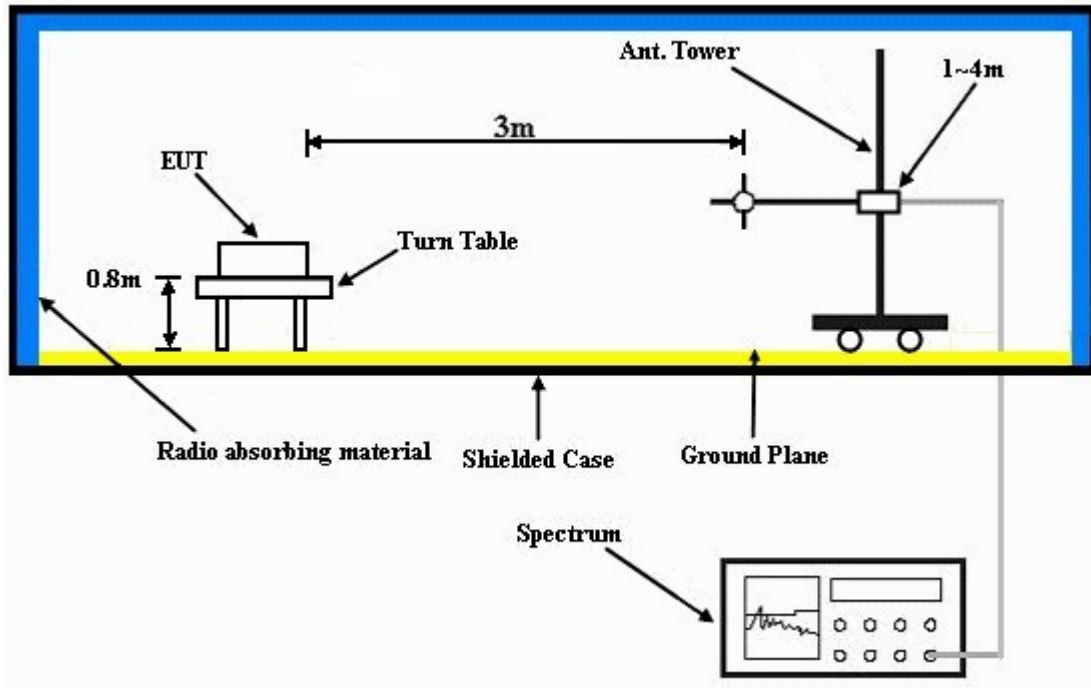 Ant. Tower
1~4m
3m
EUT
Turn Table
0.8m
Radio absorbing material
Shielded Case
Ground Plane
Spectrum